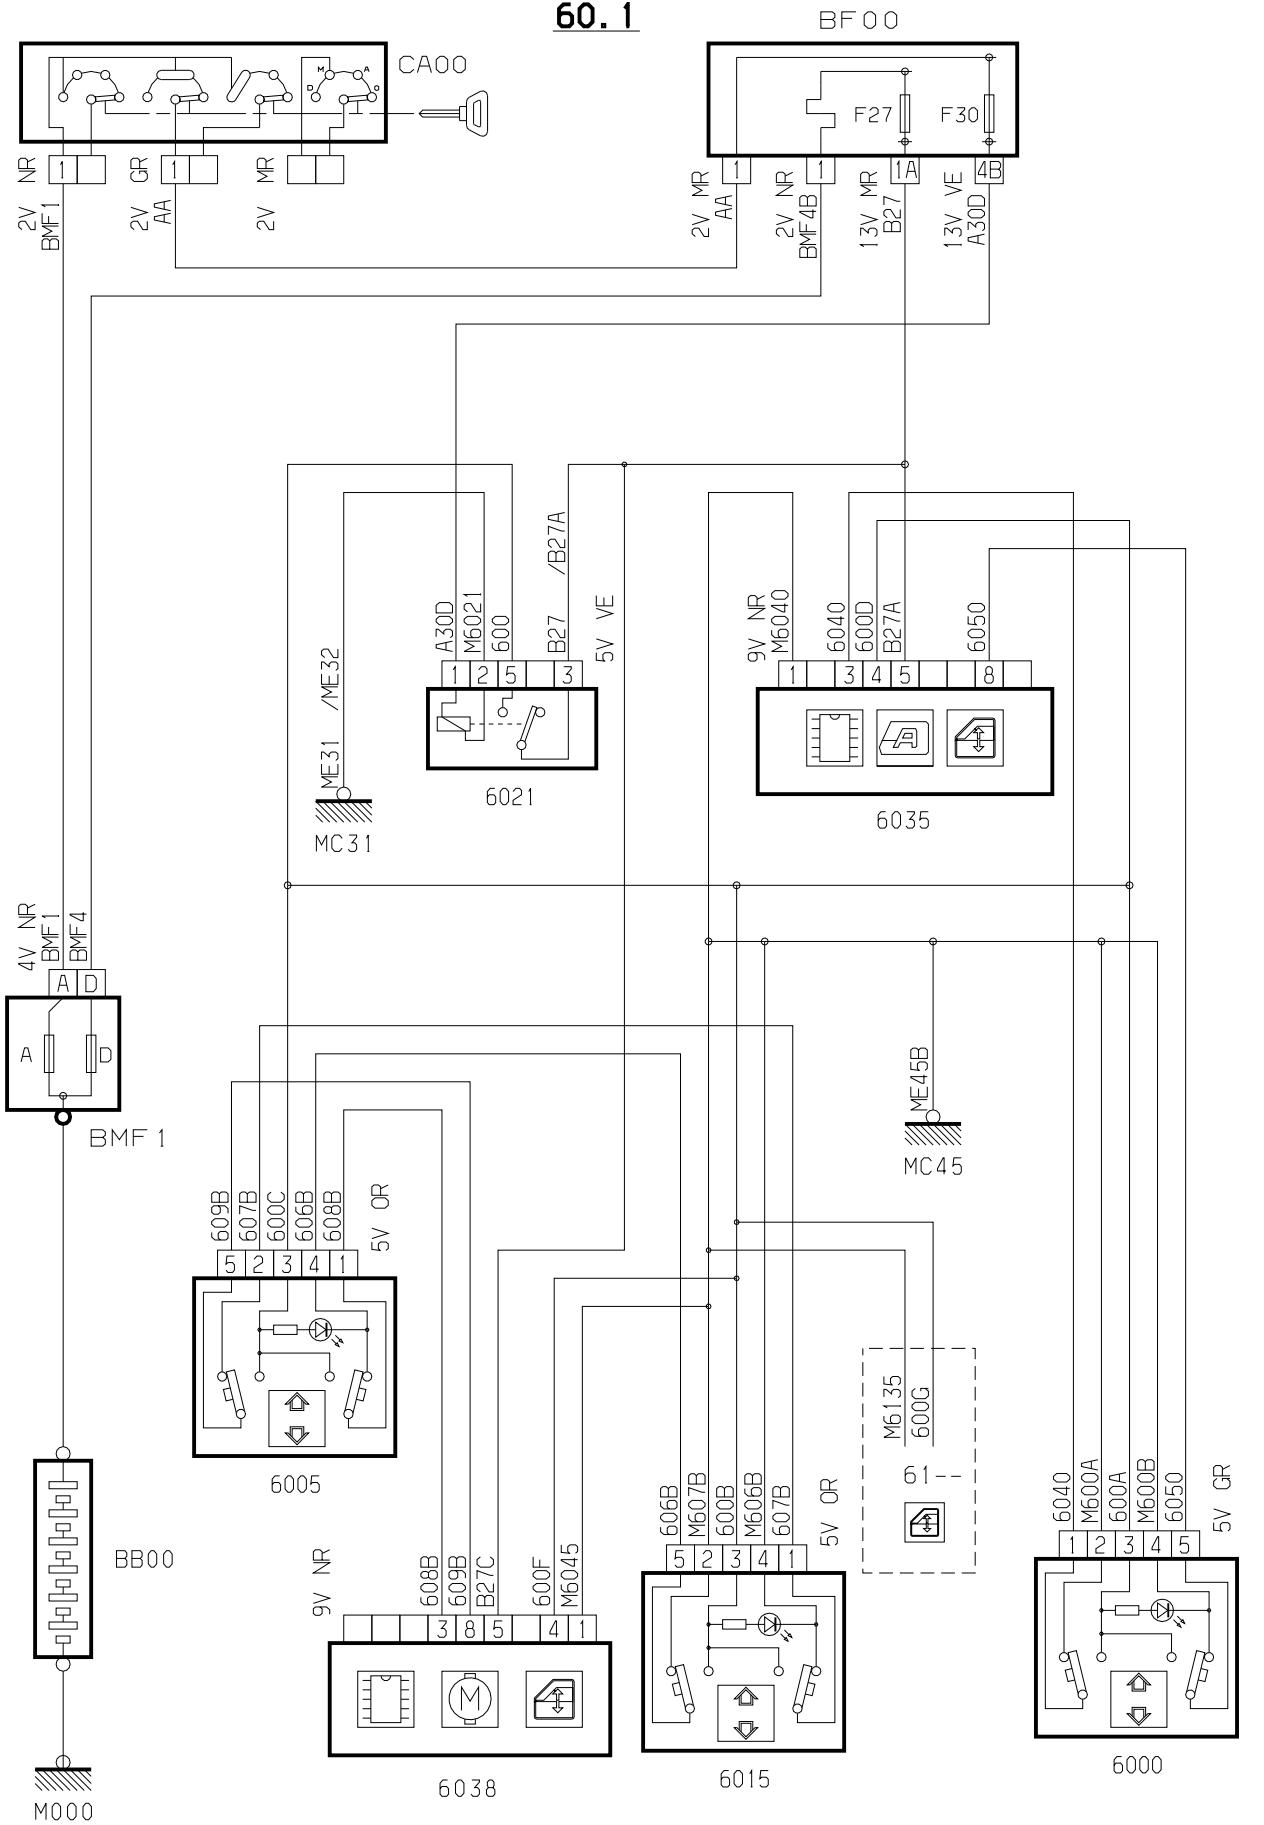 60.1
BF00
CA00
M A
D O
F27 F30
1 1
1 1 1A 4B
2V NR
BMF1
2V GR
AA
2V MR
2V MR
AA
2V NR
BMF4B
13V MR
B27
13V VE
A30D
A30D
M6021
600
B27 /B27A
5V VE
9V NR
M6040
6040
600D
B27A
6050
1 2 5 3
1 3 4 5 8
A
ME31 /ME32
6021
6035
MC31
4V NR
BMF1
BMF4
A D
A D
BMF1
ME45B
MC45
609B
607B
600C
606B
608B
5V OR
5 2 3 4 1
6005
M6135
600G
61--
606B
M607B
600B
M606B
607B
5V OR
6040
M600A
600A
M600B
6050
5V GR
BB00
9V NR
608B
609B
B27C
600F
M6045
5 2 3 4 1
1 2 3 4 5
3 8 5 4 1
M
6038
6015
6000
M000